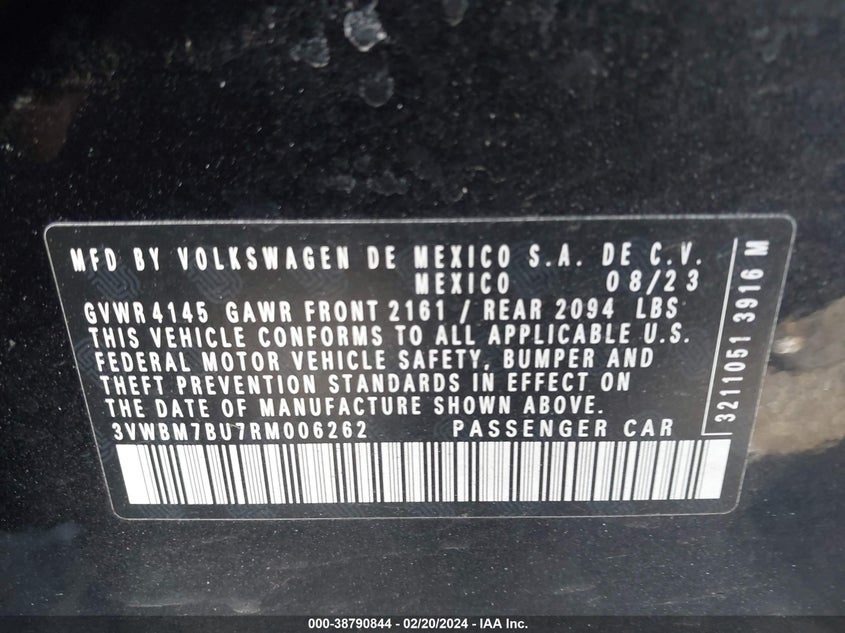 MFD BY VOLKSWAGEN DE MEXICO S.A. DE C.V.
MEXICO 08/23
GVWR 4145 GAWR FRONT 2161 / REAR 2094 LBS
THIS VEHICLE CONFORMS TO ALL APPLICABLE U.S.
FEDERAL MOTOR VEHICLE SAFETY, BUMPER AND
THEFT PREVENTION STANDARDS IN EFFECT ON
THE DATE OF MANUFACTURE SHOWN ABOVE.
3VWBM7BU7RM006262 PASSENGER CAR
3211051 3916 M
000-38790844 - 02/20/2024 - IAA Inc.